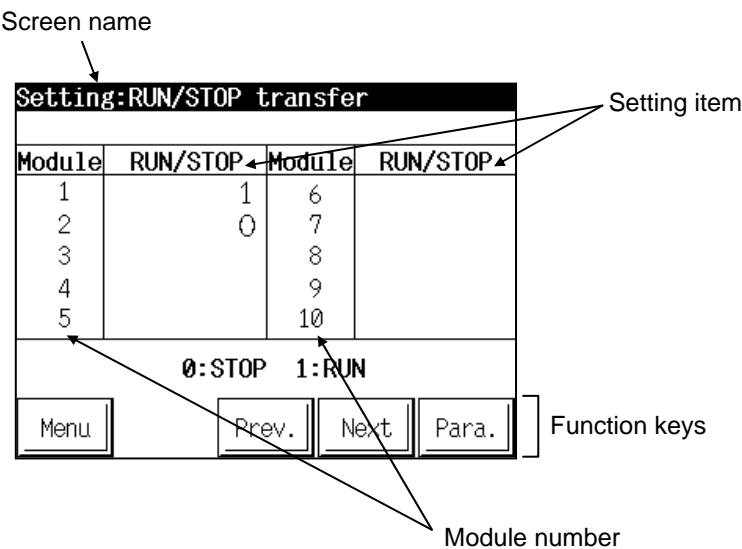 Screen name
Setting:RUN/STOP transfer
Setting item
Module RUN/STOP Module RUN/STOP
1 1 6
2 0 7
3 8
4 9
5 10
0:STOP 1:RUN
Menu Prev. Next Para.
Function keys
Module number